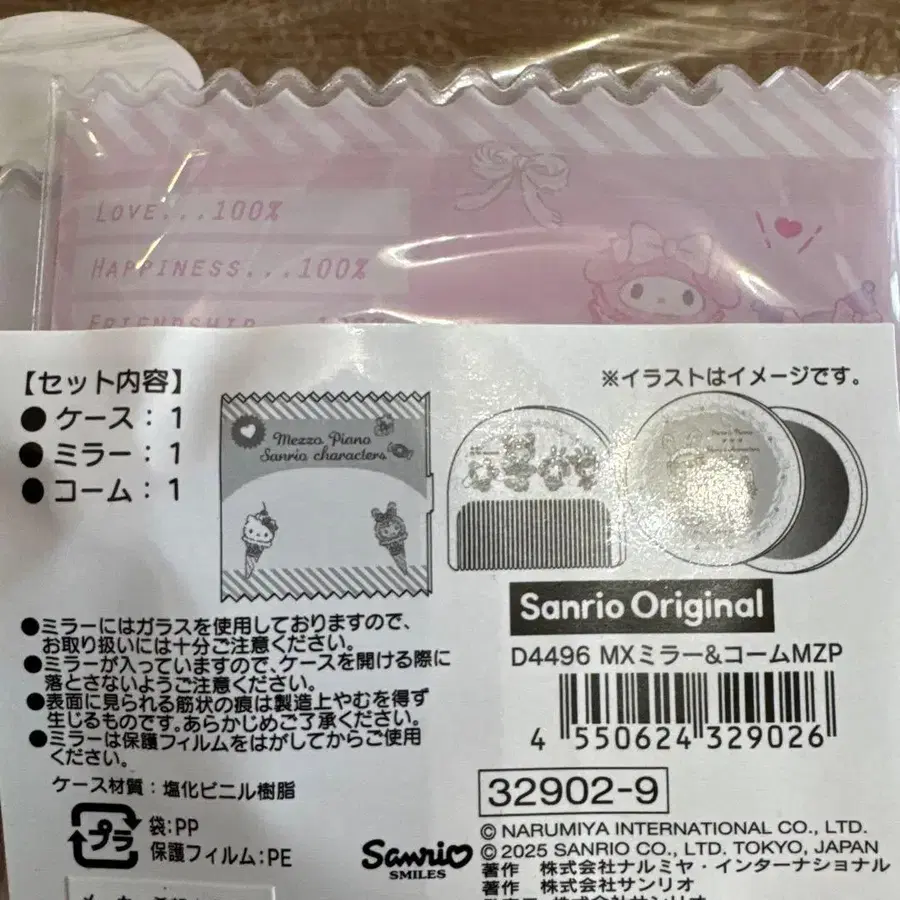 LOVE...100%
HAPPINESS...100%
FRIENDSHIP...100%
【セット内容】
●ケース:1
●ミラー:1
●コーム:1
※イラストはイメージです。
Mezzo Piano
Sanrio characters
●ミラーにはガラスを使用しておりますので、
お取り扱いには十分ご注意ください。
●ミラーが入っていますので、ケースを開ける際に
落とさないようご注意ください。
●表面に見られる筋状の痕は製造上やむを得ず
生じるものです。あらかじめご了承ください。
●ミラーは保護フィルムをはがしてからご使用
ください。
ケース材質:塩化ビニル樹脂
プラ
袋:PP
保護フィルム:PE
Sanrio
SMILES
Sanrio Original
D4496 MXミラー&コームMZP
4 550624 329026
32902-9
© NARUMIYA INTERNATIONAL CO., LTD.
© 2025 SANRIO CO., LTD. TOKYO, JAPAN
著作 株式会社ナルミヤ・インターナショナル
著作 株式会社サンリオ